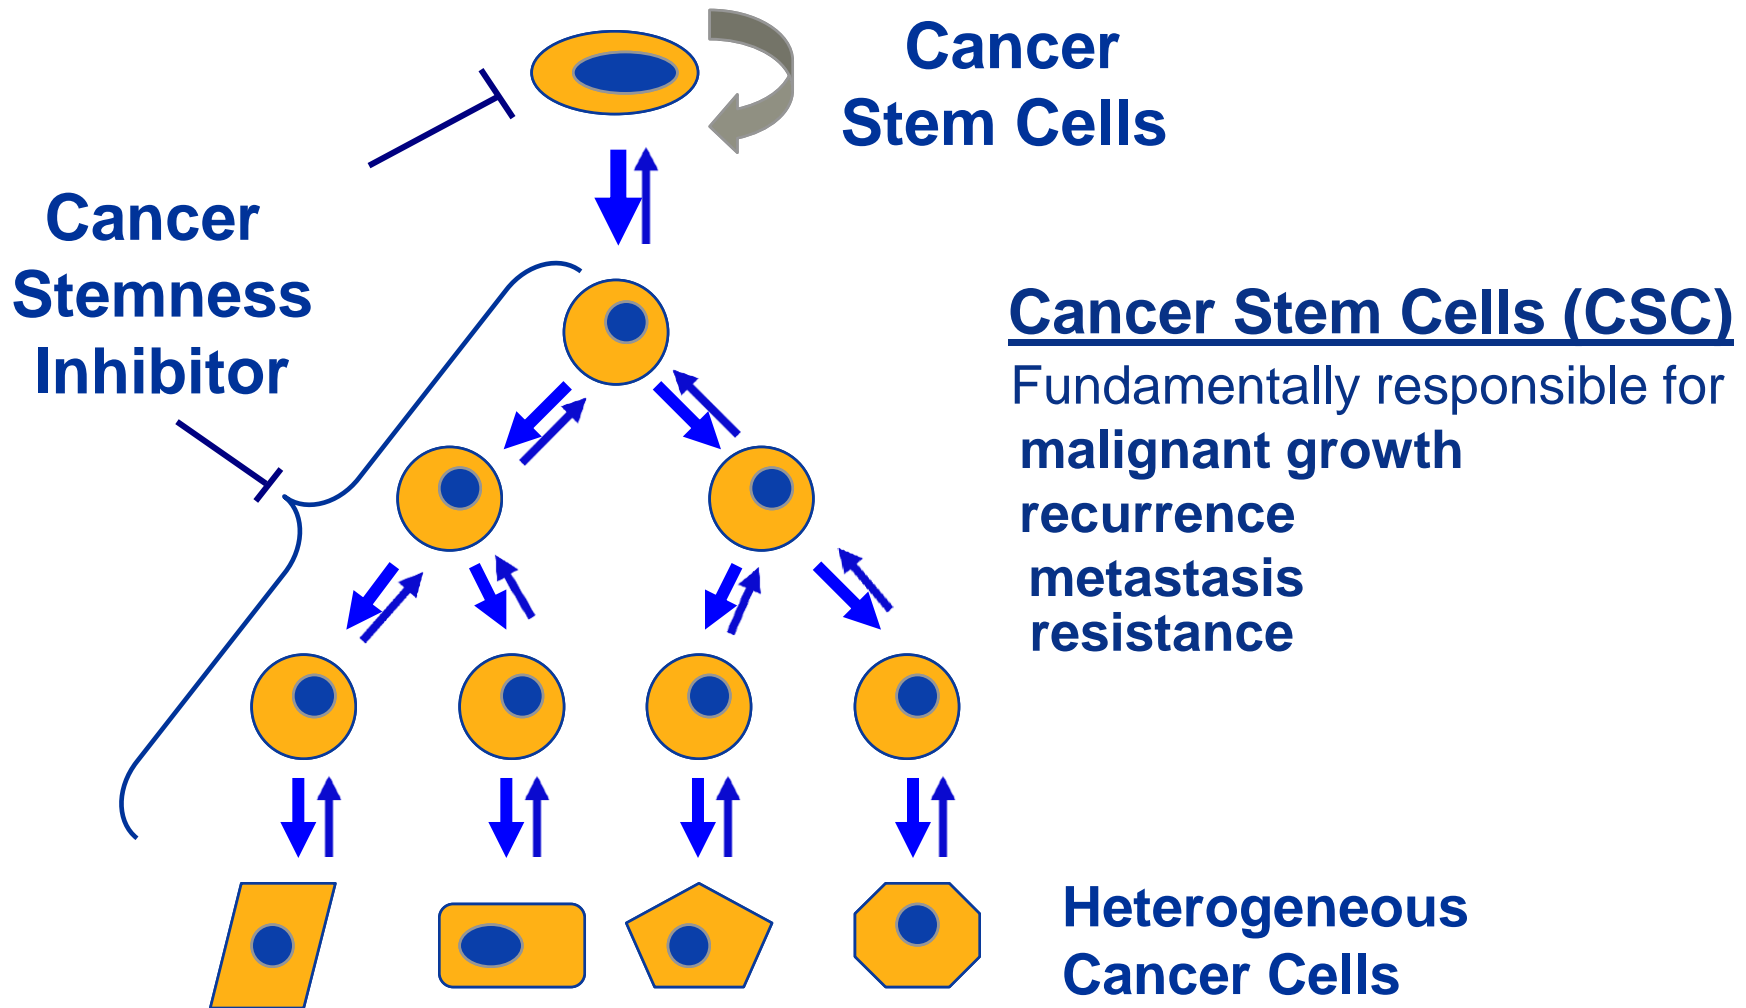 Cancer
Stem Cells
Cancer
Stemness
Inhibitor
Cancer Stem Cells (CSC)
Fundamentally responsible for
malignant growth
recurrence
metastasis
resistance
Heterogeneous
Cancer Cells